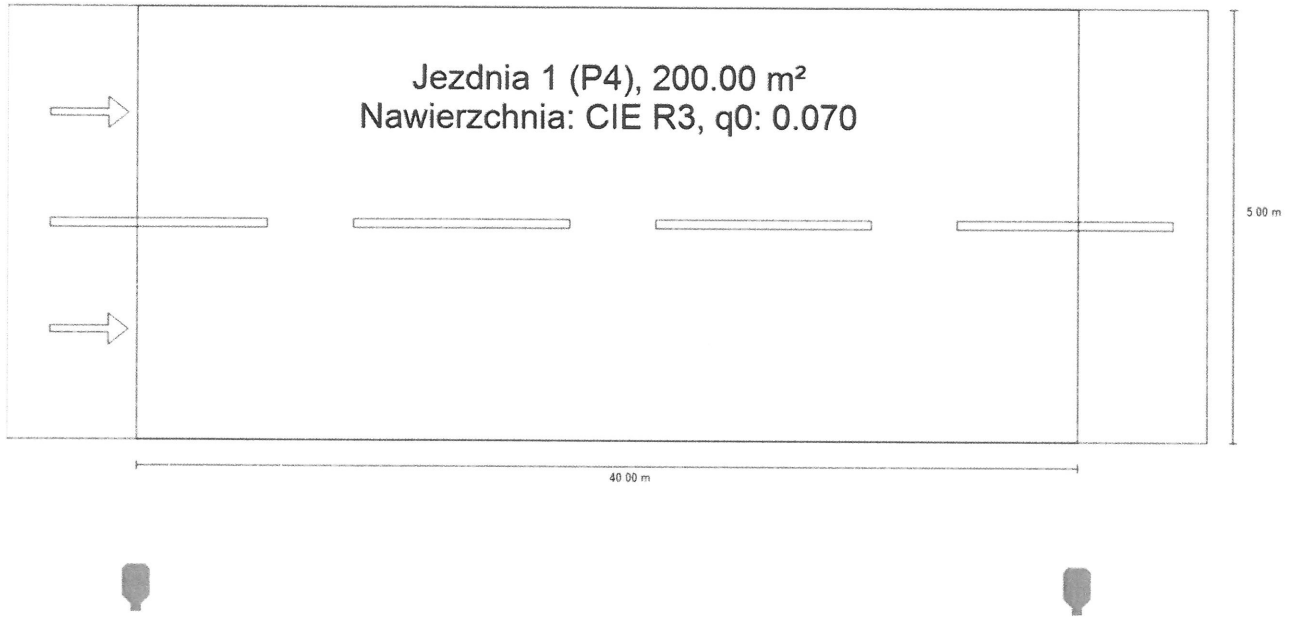 Jezdnia 1 (P4), 200.00 m²
Nawierzchnia: CIE R3, q0: 0.070
5 00 m
40 00 m